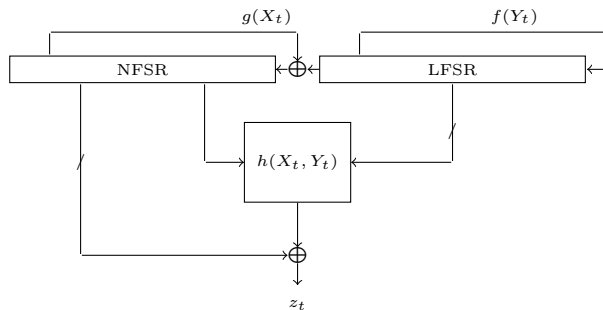 g(X_t) f(Y_t)
NFSR LFSR
h(X_t, Y_t)
z_t